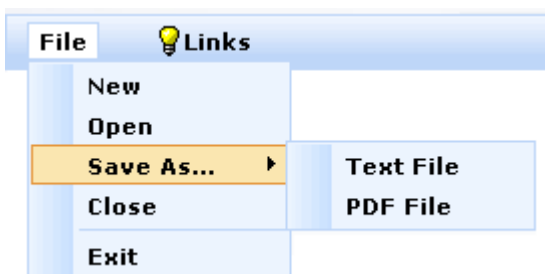 File Links
New
Open
Save As... Text File
Close PDF File
Exit